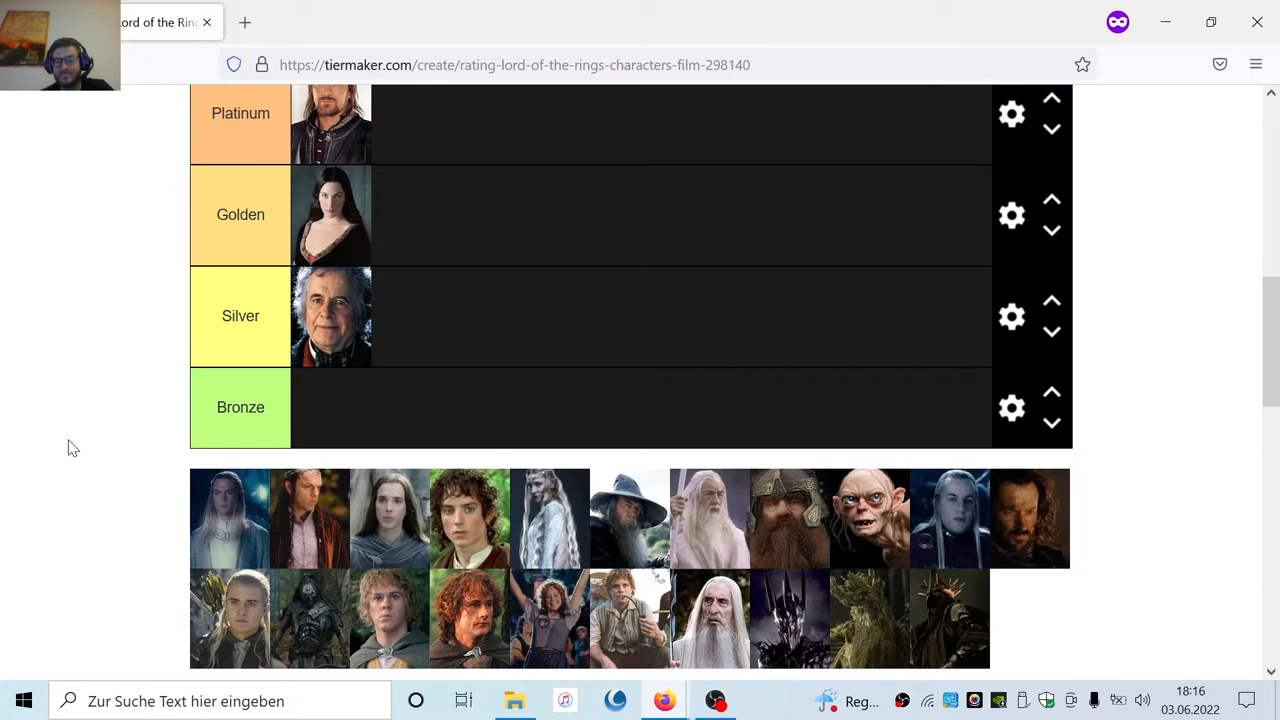 Lord of the Rin
https://tiermaker.com/create/rating-lord-of-the-rings-characters-film-298140
Platinum
Golden
Silver
Bronze
Zur Suche Text hier eingeben
Reg...
18:16
03.06.2022